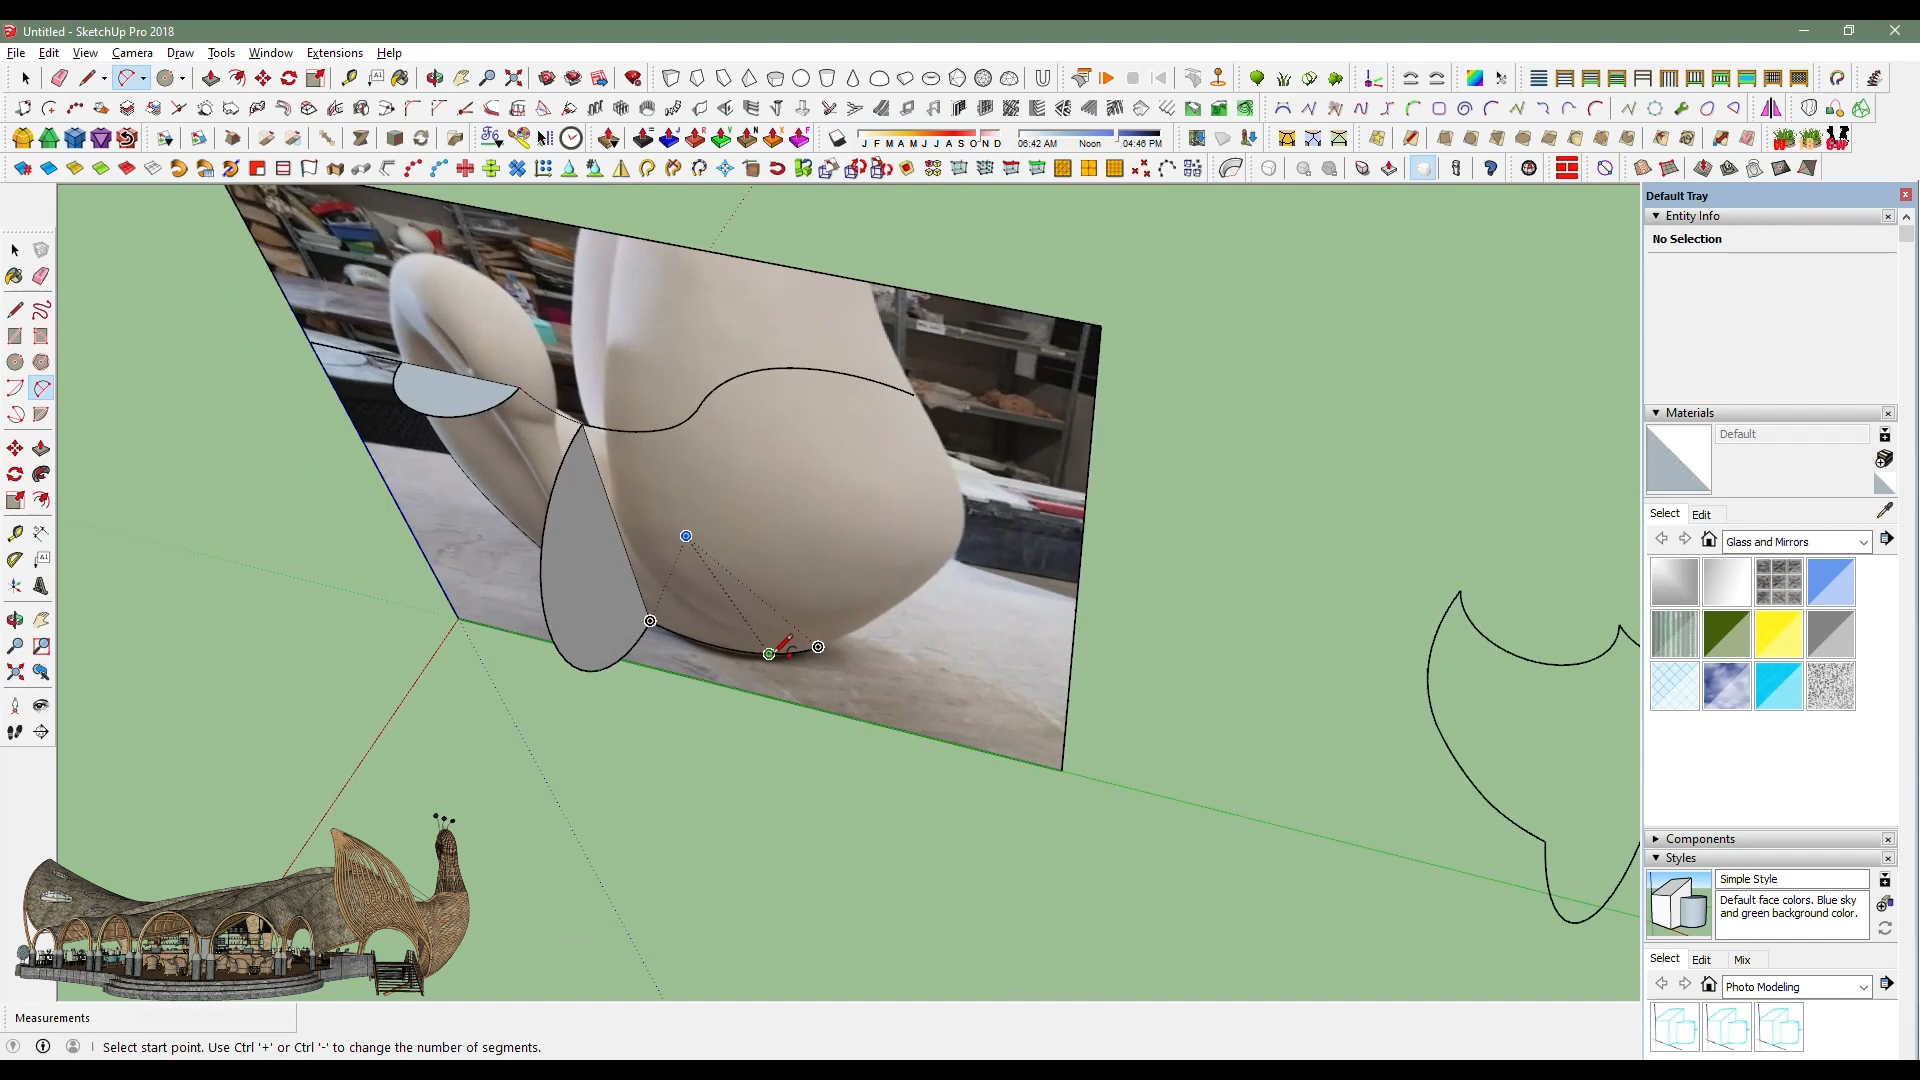 Untitled - SketchUp Pro 2018
File Edit View Camera Draw Tools Window Extensions Help
J F M A M J J A S O N D 06:42 AM Noon 04:46 PM
Default Tray
Entity Info
No Selection
Materials
Default
Select Edit
Glass and Mirrors
Components
Styles
Simple Style
Default face colors. Blue sky
and green background color.
Select Edit Mix
Photo Modeling
Measurements
Select start point. Use Ctrl '+' or Ctrl '-' to change the number of segments.